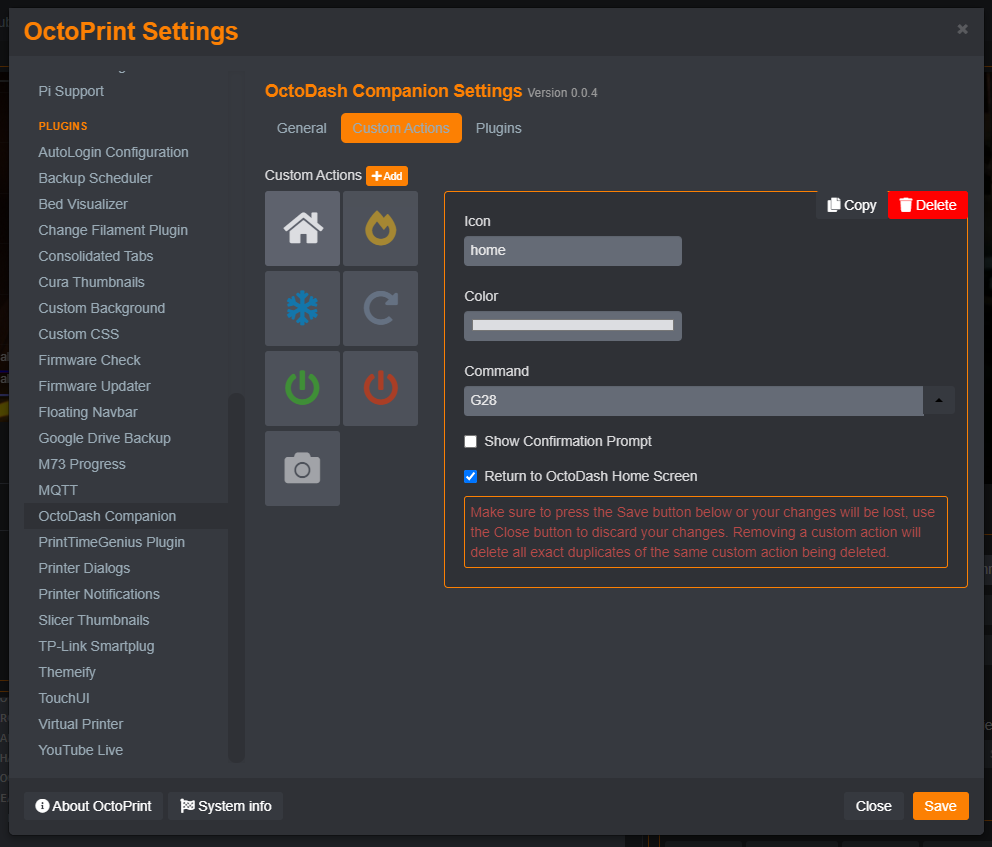 OctoPrint Settings
Pi Support
PLUGINS
AutoLogin Configuration
Backup Scheduler
Bed Visualizer
Change Filament Plugin
Consolidated Tabs
Cura Thumbnails
Custom Background
Custom CSS
Firmware Check
Firmware Updater
Floating Navbar
Google Drive Backup
M73 Progress
MQTT
OctoDash Companion
PrintTimeGenius Plugin
Printer Dialogs
Printer Notifications
Slicer Thumbnails
TP-Link Smartplug
Themeify
TouchUI
Virtual Printer
YouTube Live
OctoDash Companion Settings Version 0.0.4
General Custom Actions Plugins
Custom Actions Add
Copy Delete
Icon
home
Color
Command
G28
Show Confirmation Prompt
Return to OctoDash Home Screen
Make sure to press the Save button below or your changes will be lost, use
the Close button to discard your changes. Removing a custom action will
delete all exact duplicates of the same custom action being deleted.
About OctoPrint System info Close Save